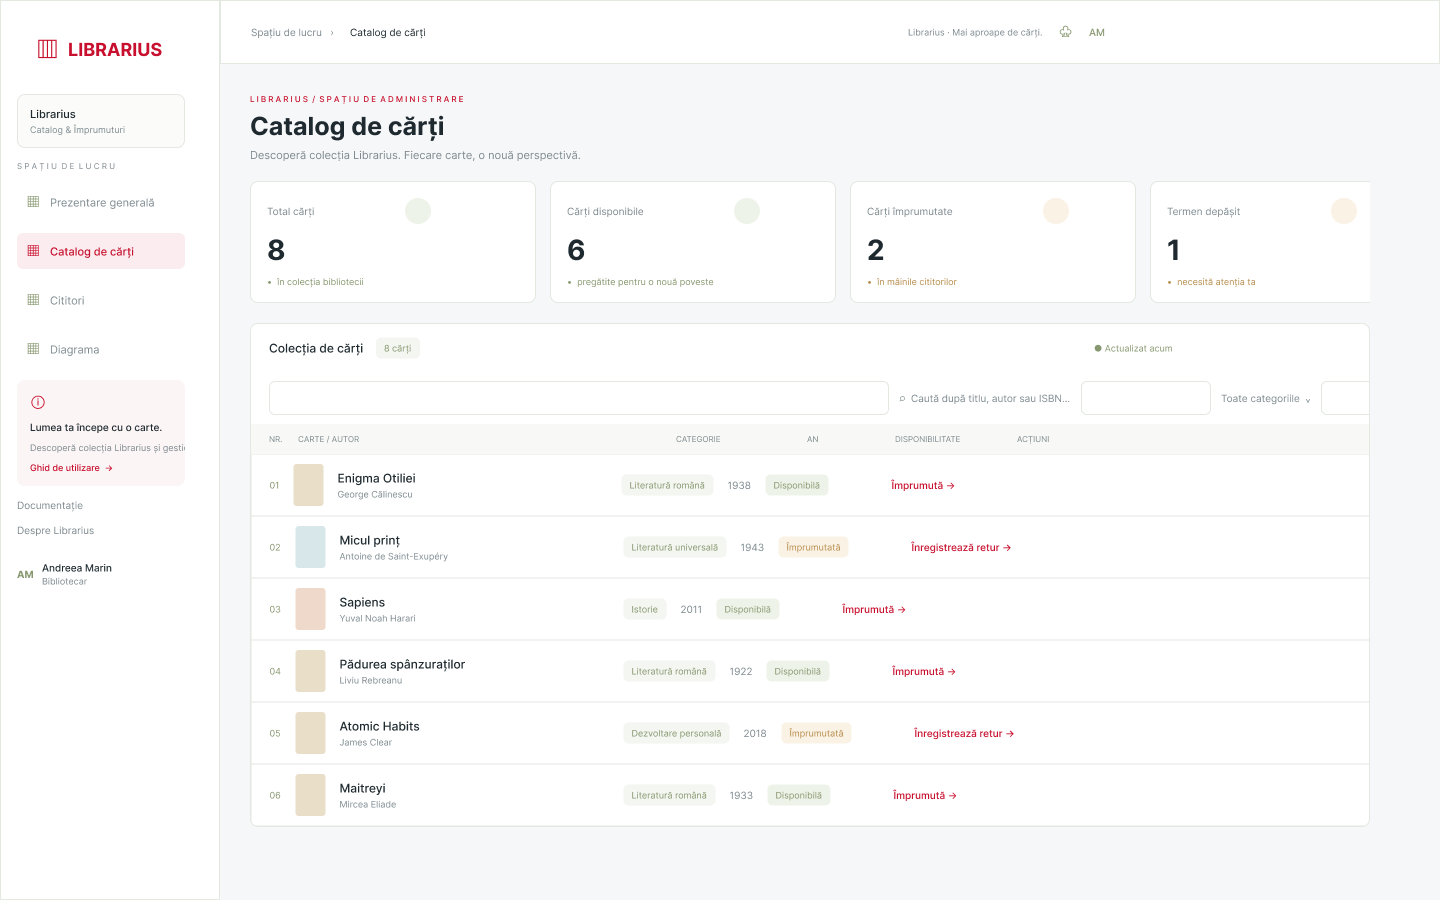 LIBRARIUS
Librarius
Catalog & Împrumuturi
SPAȚIU DE LUCRU
Prezentare generală
Catalog de cărți
Cititori
Diagrama
Lumea ta începe cu o carte.
Descoperă colecția Librarius și gesti
Ghid de utilizare →
Documentație
Despre Librarius
AM
Andreea Marin
Bibliotecar
Spațiu de lucru › Catalog de cărți
Librarius · Mai aproape de cărți.
AM
LIBRARIUS / SPAȚIU DE ADMINISTRARE
Catalog de cărți
Descoperă colecția Librarius. Fiecare carte, o nouă perspectivă.
Total cărți
8
• în colecția bibliotecii
Cărți disponibile
6
• pregătite pentru o nouă poveste
Cărți împrumutate
2
• în mâinile cititorilor
Termen depășit
1
• necesită atenția ta
Colecția de cărți
8 cărți
Actualizat acum
Caută după titlu, autor sau ISBN...
Toate categoriile
NR. CARTE / AUTOR CATEGORIE AN DISPONIBILITATE ACȚIUNI
01 Enigma Otiliei Literatură română 1938 Disponibilă Împrumută →
George Călinescu
02 Micul prinț Literatură universală 1943 Împrumutată Înregistrează retur →
Antoine de Saint-Exupéry
03 Sapiens Istorie 2011 Disponibilă Împrumută →
Yuval Noah Harari
04 Pădurea spânzuraților Literatură română 1922 Disponibilă Împrumută →
Liviu Rebreanu
05 Atomic Habits Dezvoltare personală 2018 Împrumutată Înregistrează retur →
James Clear
06 Maitreyi Literatură română 1933 Disponibilă Împrumută →
Mircea Eliade